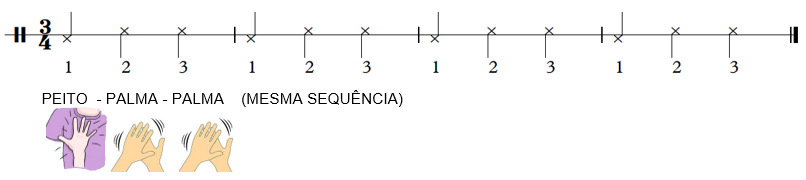 3
4
1 2 3 1 2 3 1 2 3 1 2 3
PEITO - PALMA - PALMA (MESMA SEQUÊNCIA)